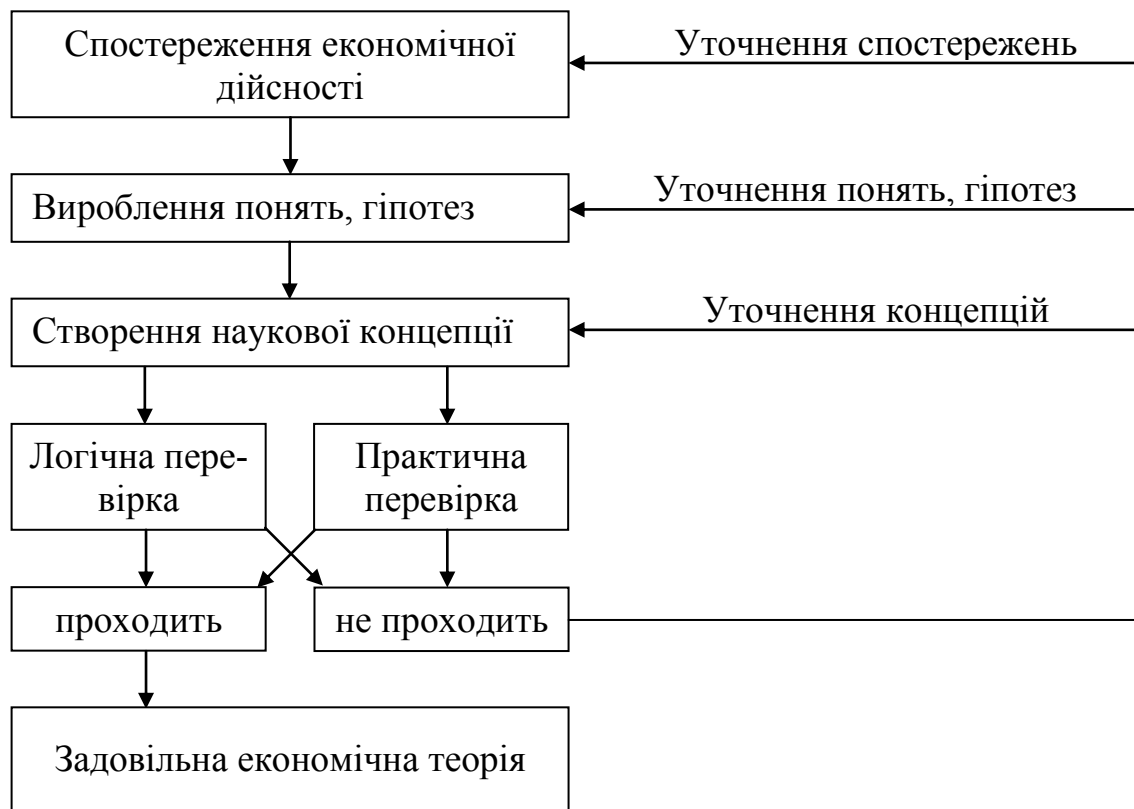 Спостереження економічної
дійсності
Уточнення спостережень
Вироблення понять, гіпотез
Уточнення понять, гіпотез
Створення наукової концепції
Уточнення концепцій
Логічна пере-
вірка
Практична
перевірка
проходить
не проходить
Задовільна економічна теорія